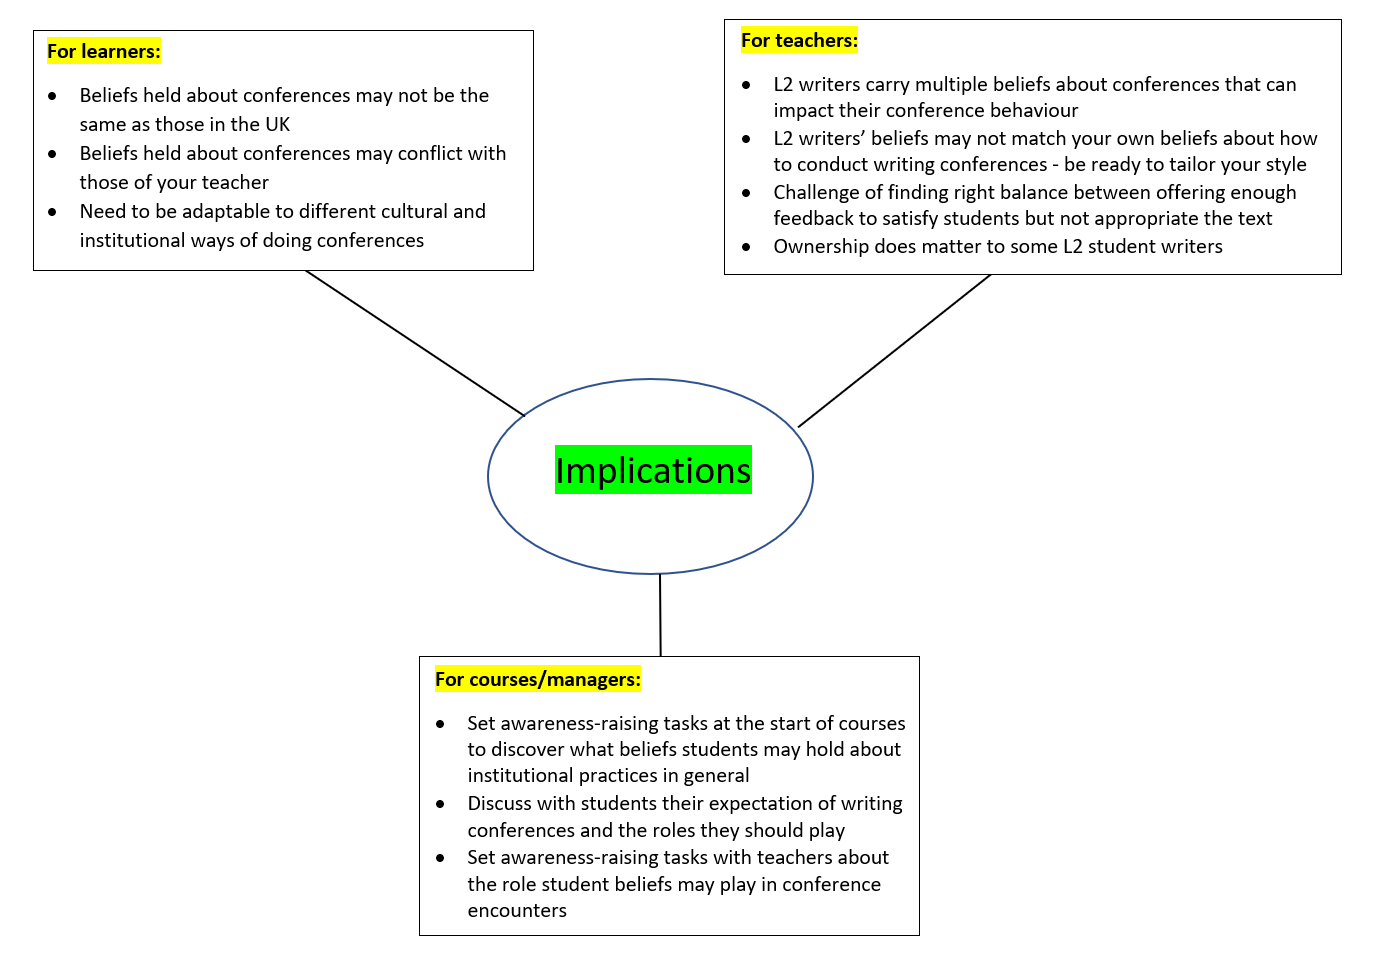 For learners:
• Beliefs held about conferences may not be the
same as those in the UK
• Beliefs held about conferences may conflict with
those of your teacher
• Need to be adaptable to different cultural and
institutional ways of doing conferences
For teachers:
• L2 writers carry multiple beliefs about conferences that can
impact their conference behaviour
• L2 writers’ beliefs may not match your own beliefs about how
to conduct writing conferences - be ready to tailor your style
• Challenge of finding right balance between offering enough
feedback to satisfy students but not appropriate the text
• Ownership does matter to some L2 student writers
Implications
For courses/managers:
• Set awareness-raising tasks at the start of courses
to discover what beliefs students may hold about
institutional practices in general
• Discuss with students their expectation of writing
conferences and the roles they should play
• Set awareness-raising tasks with teachers about
the role student beliefs may play in conference
encounters